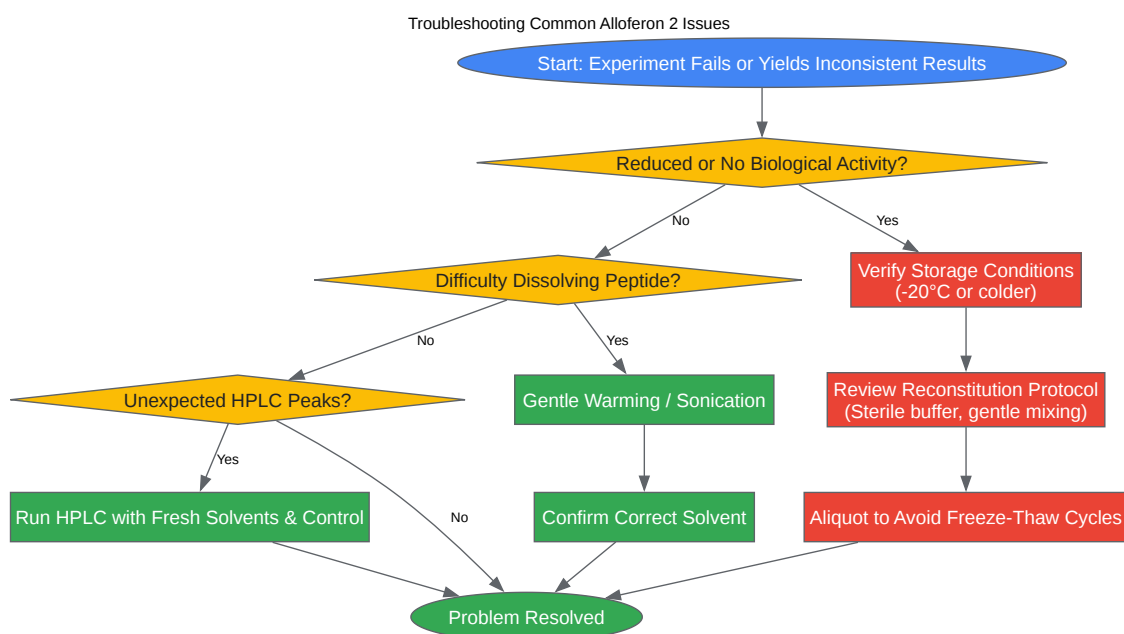 Troubleshooting Common Alloferon 2 Issues
Start: Experiment Fails or Yields Inconsistent Results
Reduced or No Biological Activity?
No
Yes
Difficulty Dissolving Peptide?
Verify Storage Conditions
(-20°C or colder)
No
Yes
Unexpected HPLC Peaks?
Gentle Warming / Sonication
Review Reconstitution Protocol
(Sterile buffer, gentle mixing)
Yes
No
Run HPLC with Fresh Solvents & Control
Confirm Correct Solvent
Aliquot to Avoid Freeze-Thaw Cycles
Problem Resolved